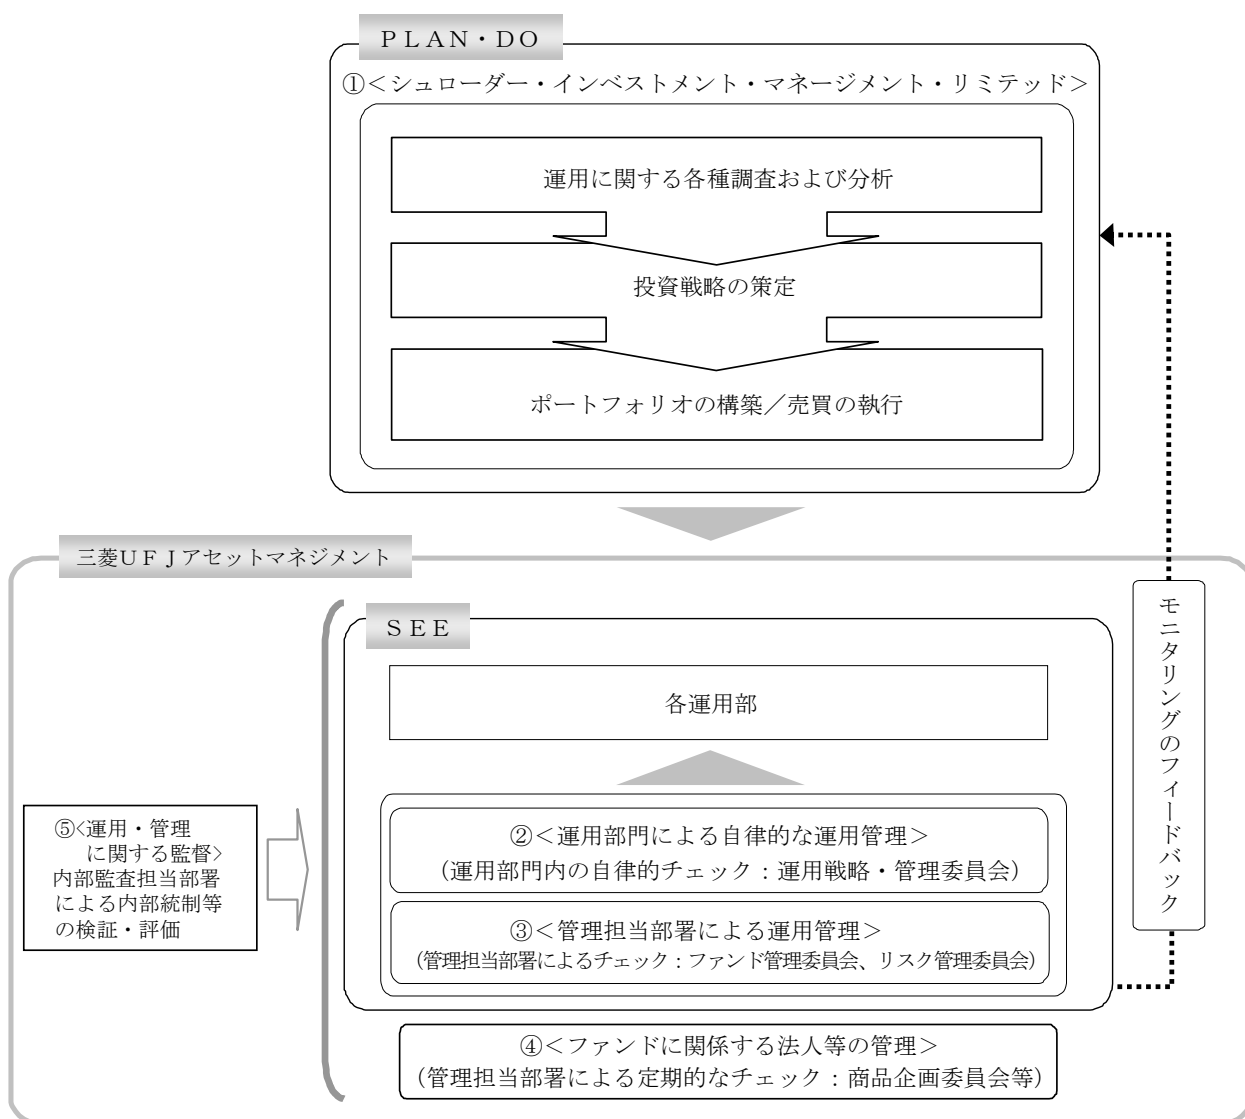 ＰＬＡＮ・ＤＯ
①＜シュローダー・インベストメント・マネージメント・リミテッド＞
運用に関する各種調査および分析
投資戦略の策定
ポートフォリオの構築／売買の執行
三菱ＵＦＪアセットマネジメント
ＳＥＥ
各運用部
②＜運用部門による自律的な運用管理＞
（運用部門内の自律的チェック：運用戦略・管理委員会）
③＜管理担当部署による運用管理＞
（管理担当部署によるチェック：ファンド管理委員会、リスク管理委員会）
④＜ファンドに関係する法人等の管理＞
（管理担当部署による定期的なチェック：商品企画委員会等）
⑤<運用・管理
に関する監督>
内部監査担当部署
による内部統制等
の検証・評価
モニタリングのフィードバック